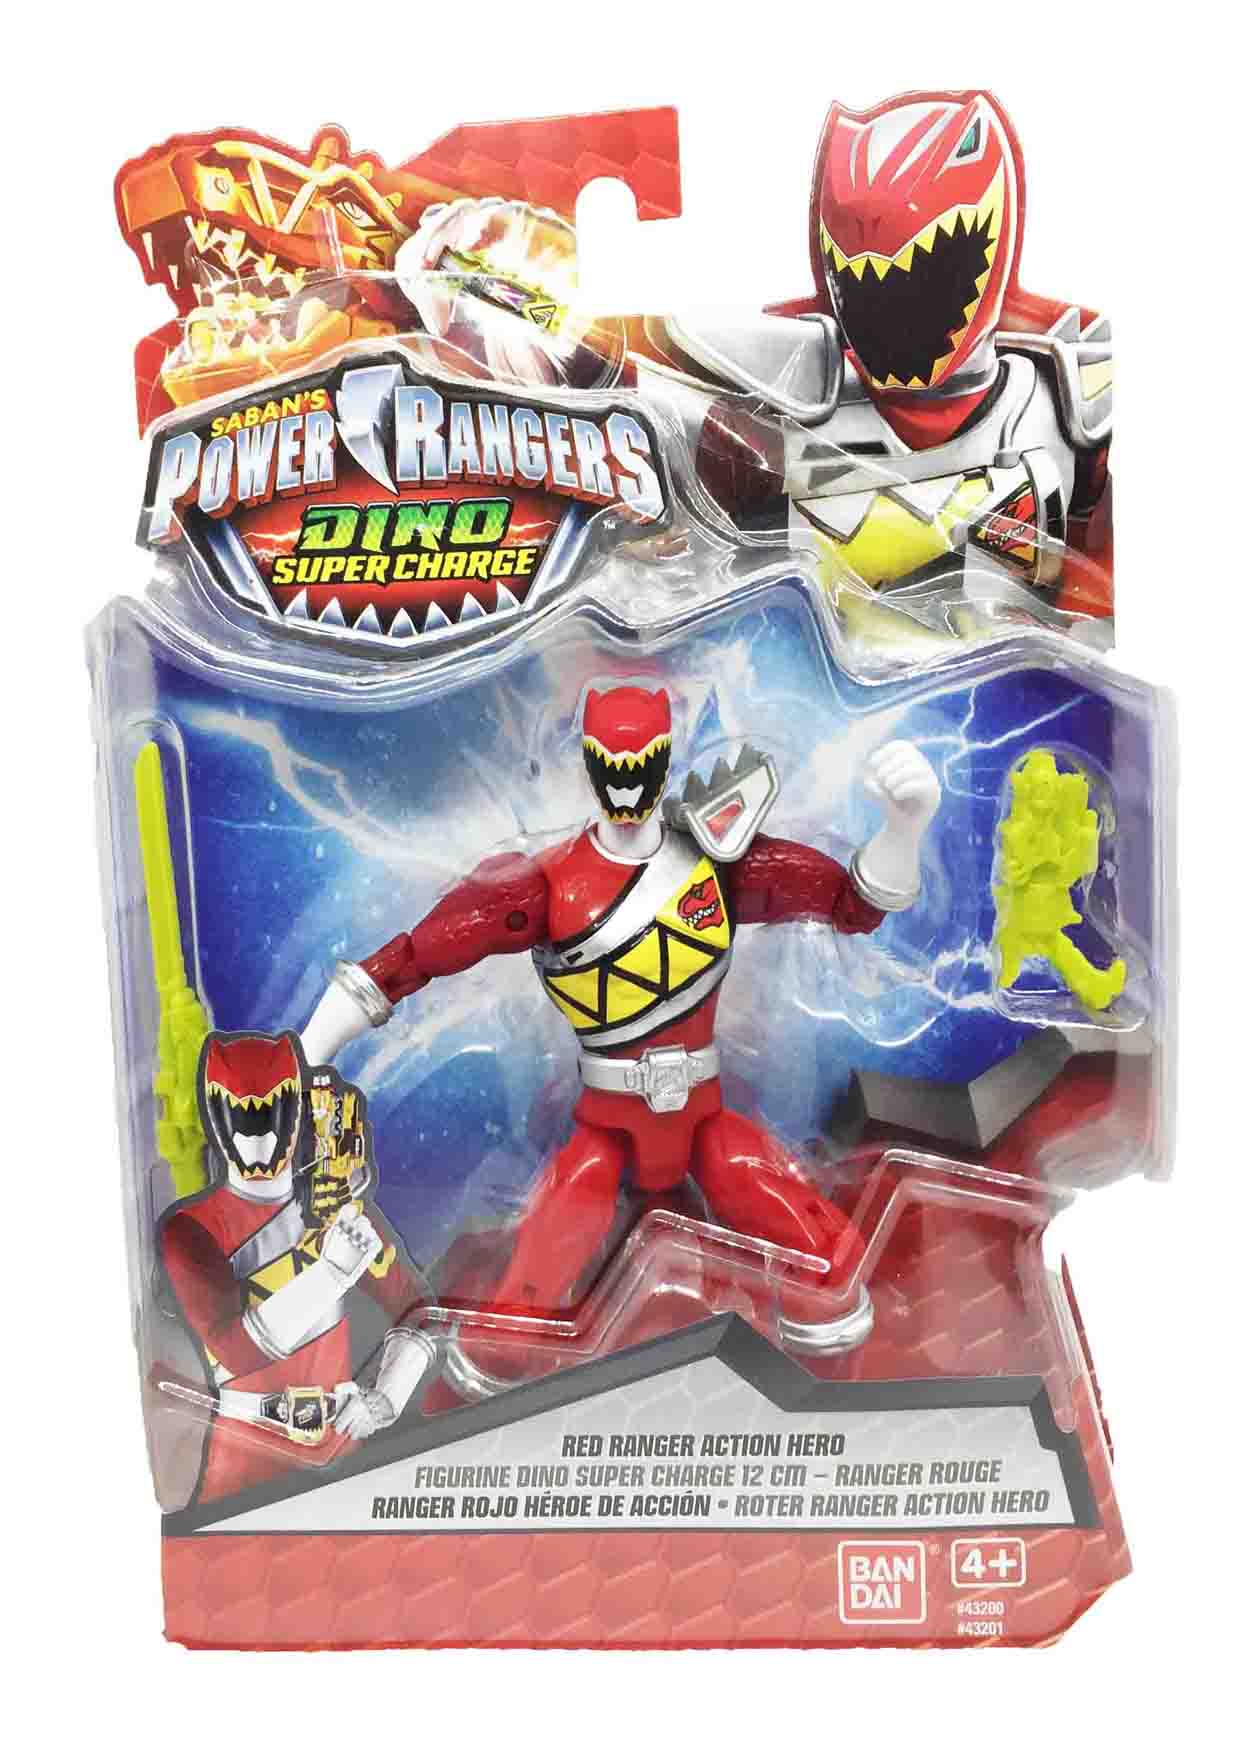 SABAN'S
POWER RANGERS
DINO
SUPER CHARGE
™
RED RANGER ACTION HERO
FIGURINE DINO SUPER CHARGE 12 CM – RANGER ROUGE
RANGER ROJO HÉROE DE ACCIÓN • ROTER RANGER ACTION HERO
BAN
DAI
®
4+
#43200
#43201